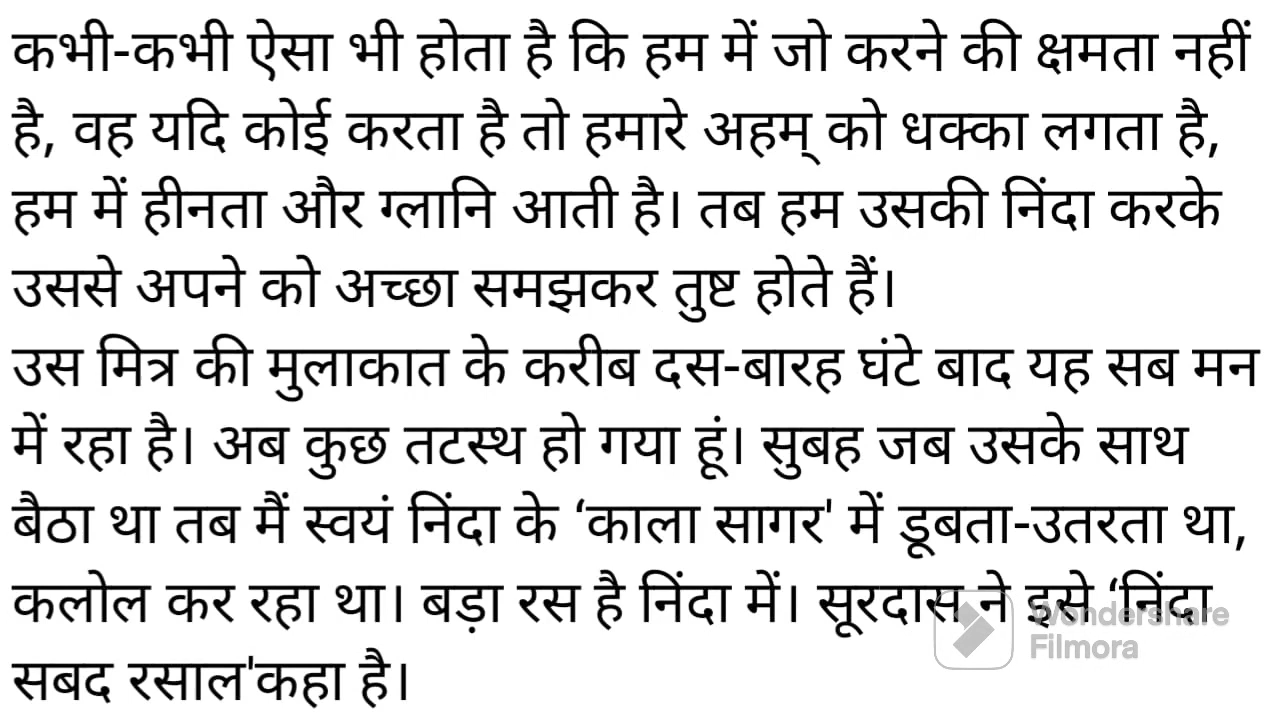 कभी-कभी ऐसा भी होता है कि हम में जो करने की क्षमता नहीं
है, वह यदि कोई करता है तो हमारे अहम् को धक्का लगता है,
हम में हीनता और ग्लानि आती है। तब हम उसकी निंदा करके
उससे अपने को अच्छा समझकर तुष्ट होते हैं।
उस मित्र की मुलाकात के करीब दस-बारह घंटे बाद यह सब मन
में रहा है। अब कुछ तटस्थ हो गया हूं। सुबह जब उसके साथ
बैठा था तब मैं स्वयं निंदा के ‘काला सागर' में डूबता-उतरता था,
कलोल कर रहा था। बड़ा रस है निंदा में। सूरदास ने इसे ‘निंदा
सबद रसाल'कहा है।
Wondershare
Filmora